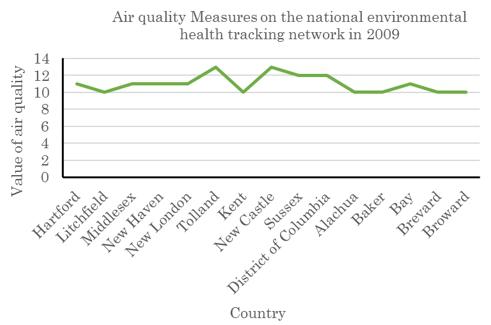 Air quality Measures on the national environmental
health tracking network in 2009
Value of air quality
14
12
10
8
6
4
2
0
Hartford
Litchfield
Middlesex
New Haven
New London
Tolland
Kent
New Castle
Sussex
District of Columbia
Alachua
Baker
Bay
Brevard
Broward
Country